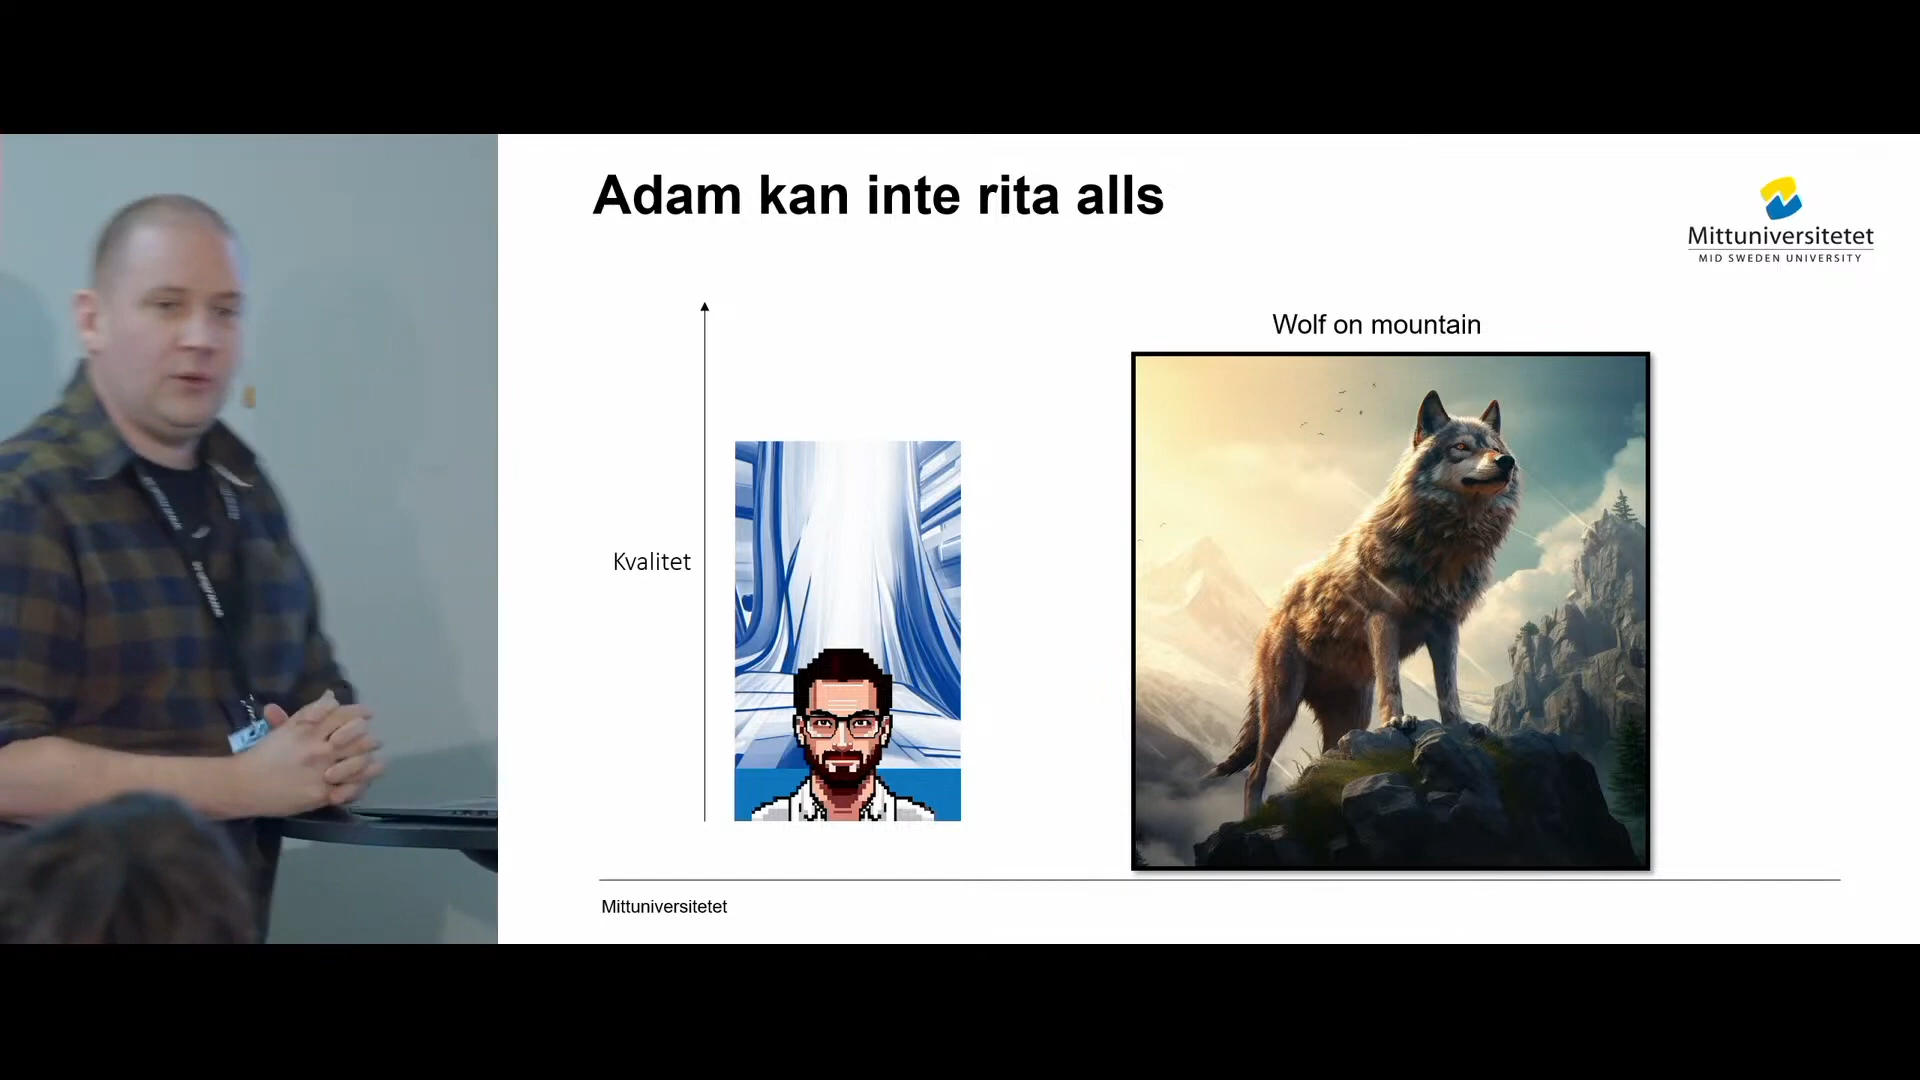 Adam kan inte rita alls
Mittuniversitetet
MID SWEDEN UNIVERSITY
Wolf on mountain
Kvalitet
Mittuniversitetet